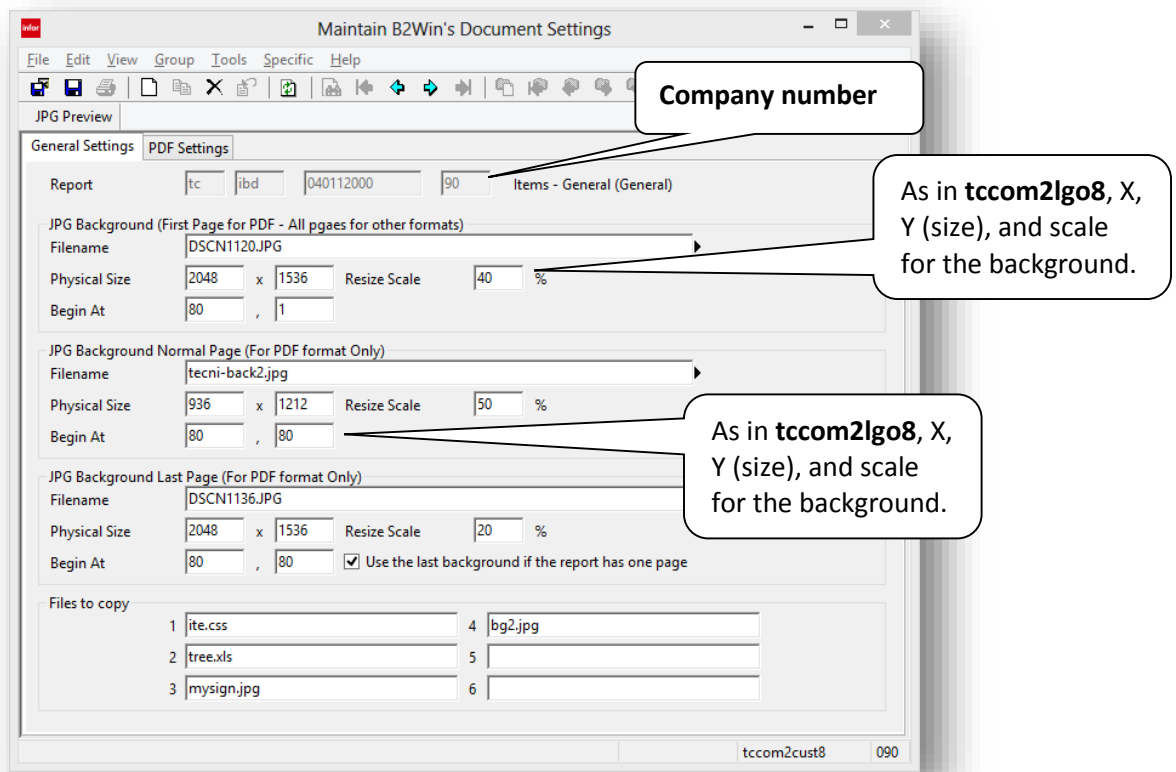 infor Maintain B2Win's Document Settings
File Edit View Group Tools Specific Help
JPG Preview
Company number
General Settings PDF Settings
Report tc ibd 040112000 90 Items - General (General)
As in tccom2lgo8, X,
Y (size), and scale
for the background.
JPG Background (First Page for PDF - All pgaes for other formats)
Filename DSCN1120.JPG
Physical Size 2048 x 1536 Resize Scale 40 %
Begin At 80 , 1
JPG Background Normal Page (For PDF format Only)
Filename tecni-back2.jpg
Physical Size 936 x 1212 Resize Scale 50 %
Begin At 80 , 80
As in tccom2lgo8, X,
Y (size), and scale
for the background.
JPG Background Last Page (For PDF format Only)
Filename DSCN1136.JPG
Physical Size 2048 x 1536 Resize Scale 20 %
Begin At 80 , 80 Use the last background if the report has one page
Files to copy
1 ite.css 4 bg2.jpg
2 tree.xls 5
3 mysign.jpg 6
tccom2cust8 090